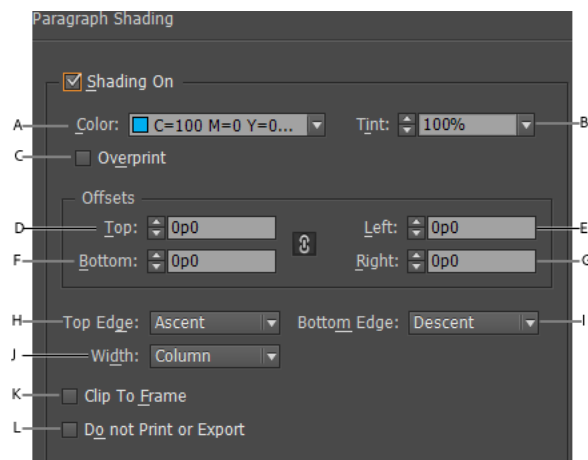 Paragraph Shading
Shading On
A Color: C=100 M=0 Y=0... Tint: 100% B
C Overprint
Offsets
D Top: 0p0 Left: 0p0 E
F Bottom: 0p0 Right: 0p0 G
H Top Edge: Ascent Bottom Edge: Descent I
J Width: Column
K Clip To Frame
L Do not Print or Export